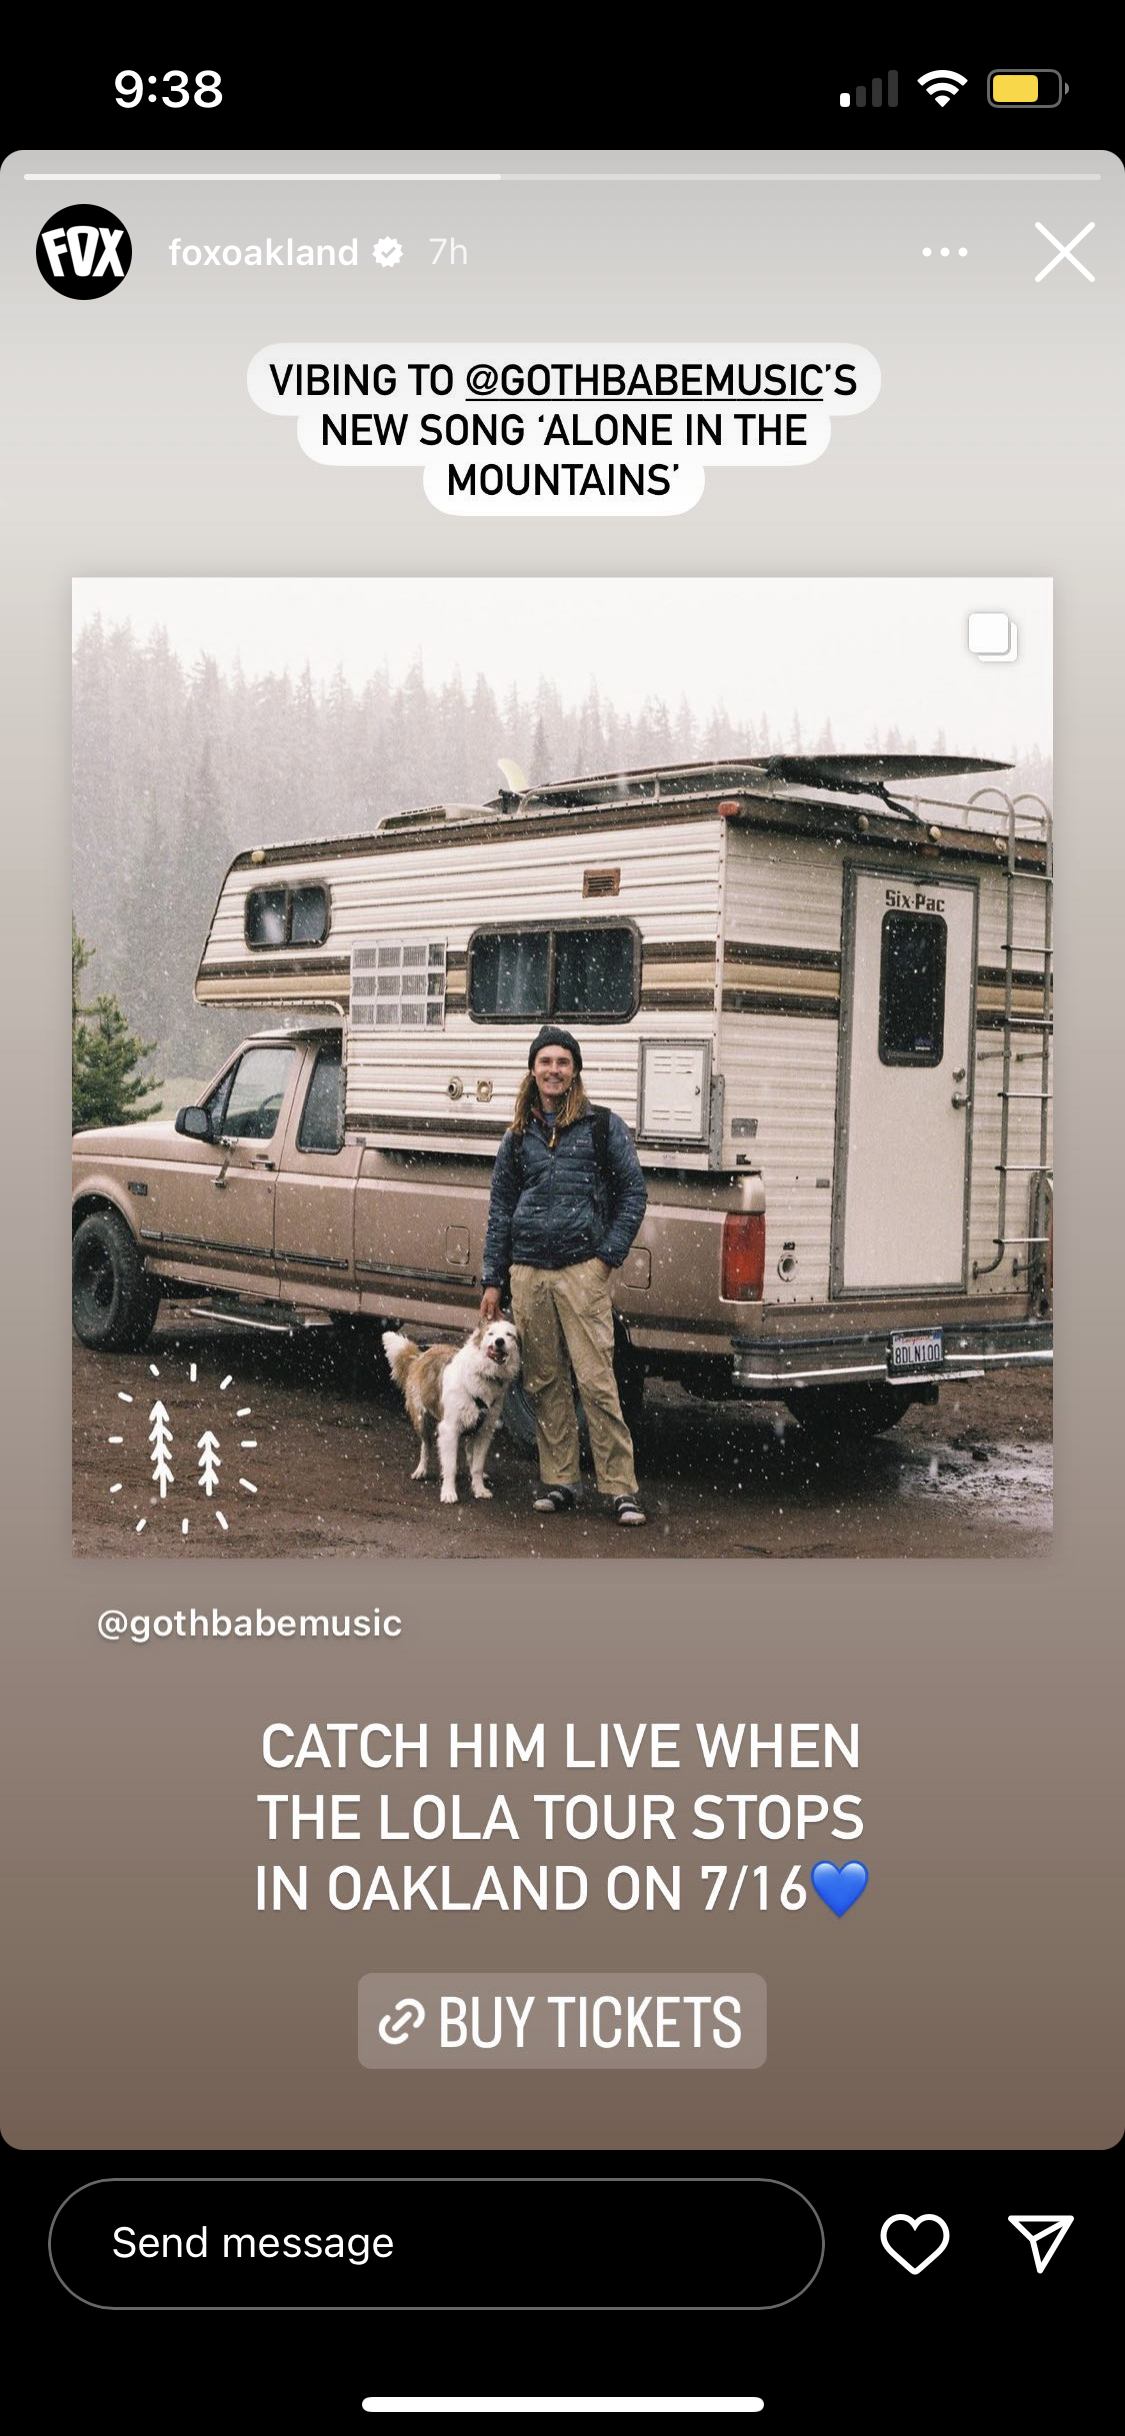 9:38
FOX
foxoakland
7h
VIBING TO @GOTHBABEMUSIC’S
NEW SONG ‘ALONE IN THE
MOUNTAINS’
Six-Pac
8DLN100
@gothbabemusic
CATCH HIM LIVE WHEN
THE LOLA TOUR STOPS
IN OAKLAND ON 7/16💙
BUY TICKETS
Send message